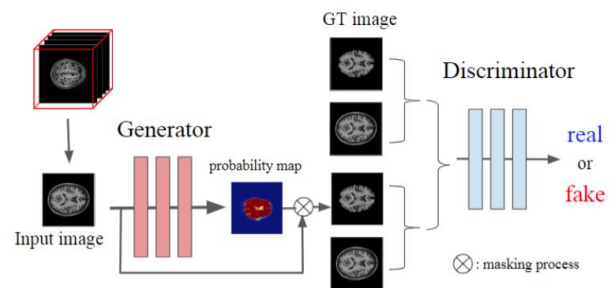 GT image
Discriminator
Generator
probability map
real
or
fake
Input image
: masking process